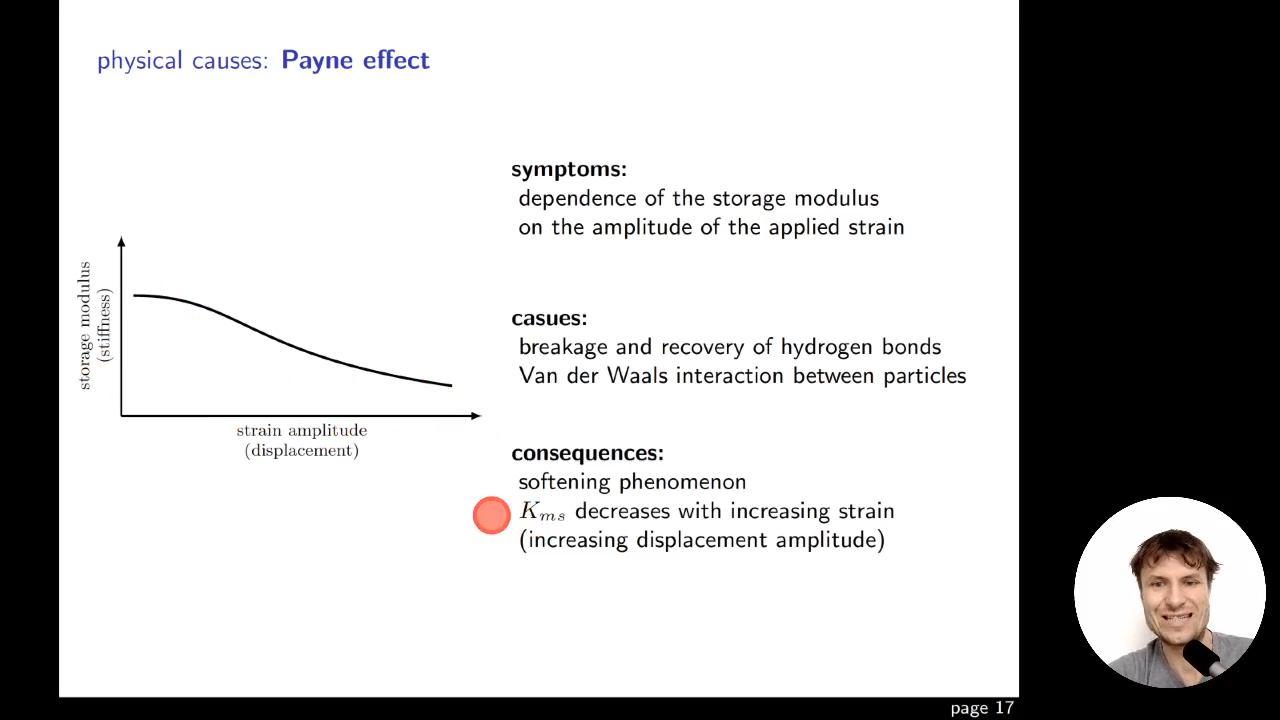 physical causes: Payne effect
symptoms:
dependence of the storage modulus
on the amplitude of the applied strain
storage modulus
(stiffness)
strain amplitude
(displacement)
casues:
breakage and recovery of hydrogen bonds
Van der Waals interaction between particles
consequences:
softening phenomenon
K_{ms} decreases with increasing strain
(increasing displacement amplitude)
page 17